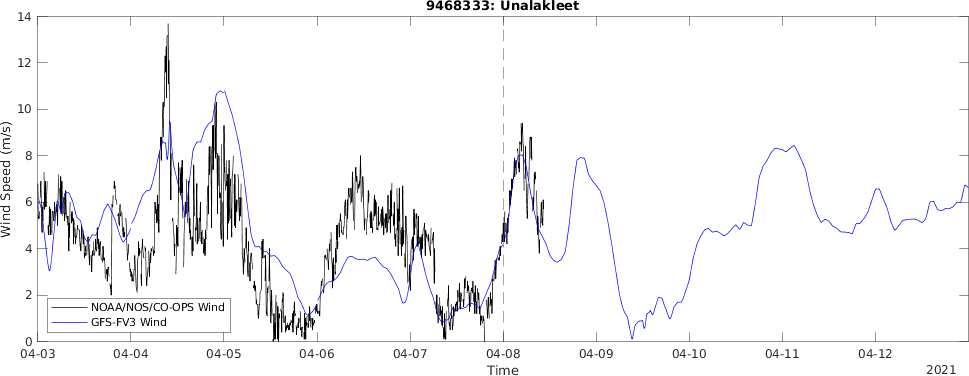 9468333: Unalakleet
Wind Speed (m/s)
14
12
10
8
6
4
2
0
NOAA/NOS/CO-OPS Wind
GFS-FV3 Wind
04-03 04-04 04-05 04-06 04-07 04-08 04-09 04-10 04-11 04-12
Time
2021